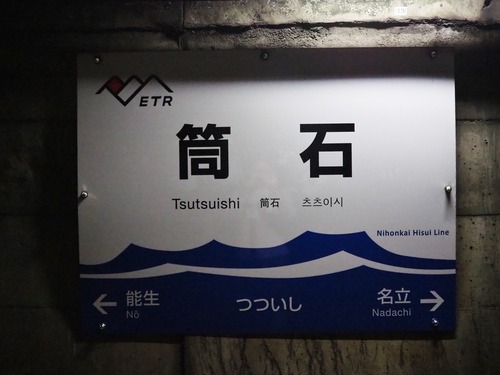 ETR
筒石
Tsutsuishi 筒石 츠츠이시
Nihonkai Hisui Line
← 能生 つついし 名立 →
Nō Nadachi